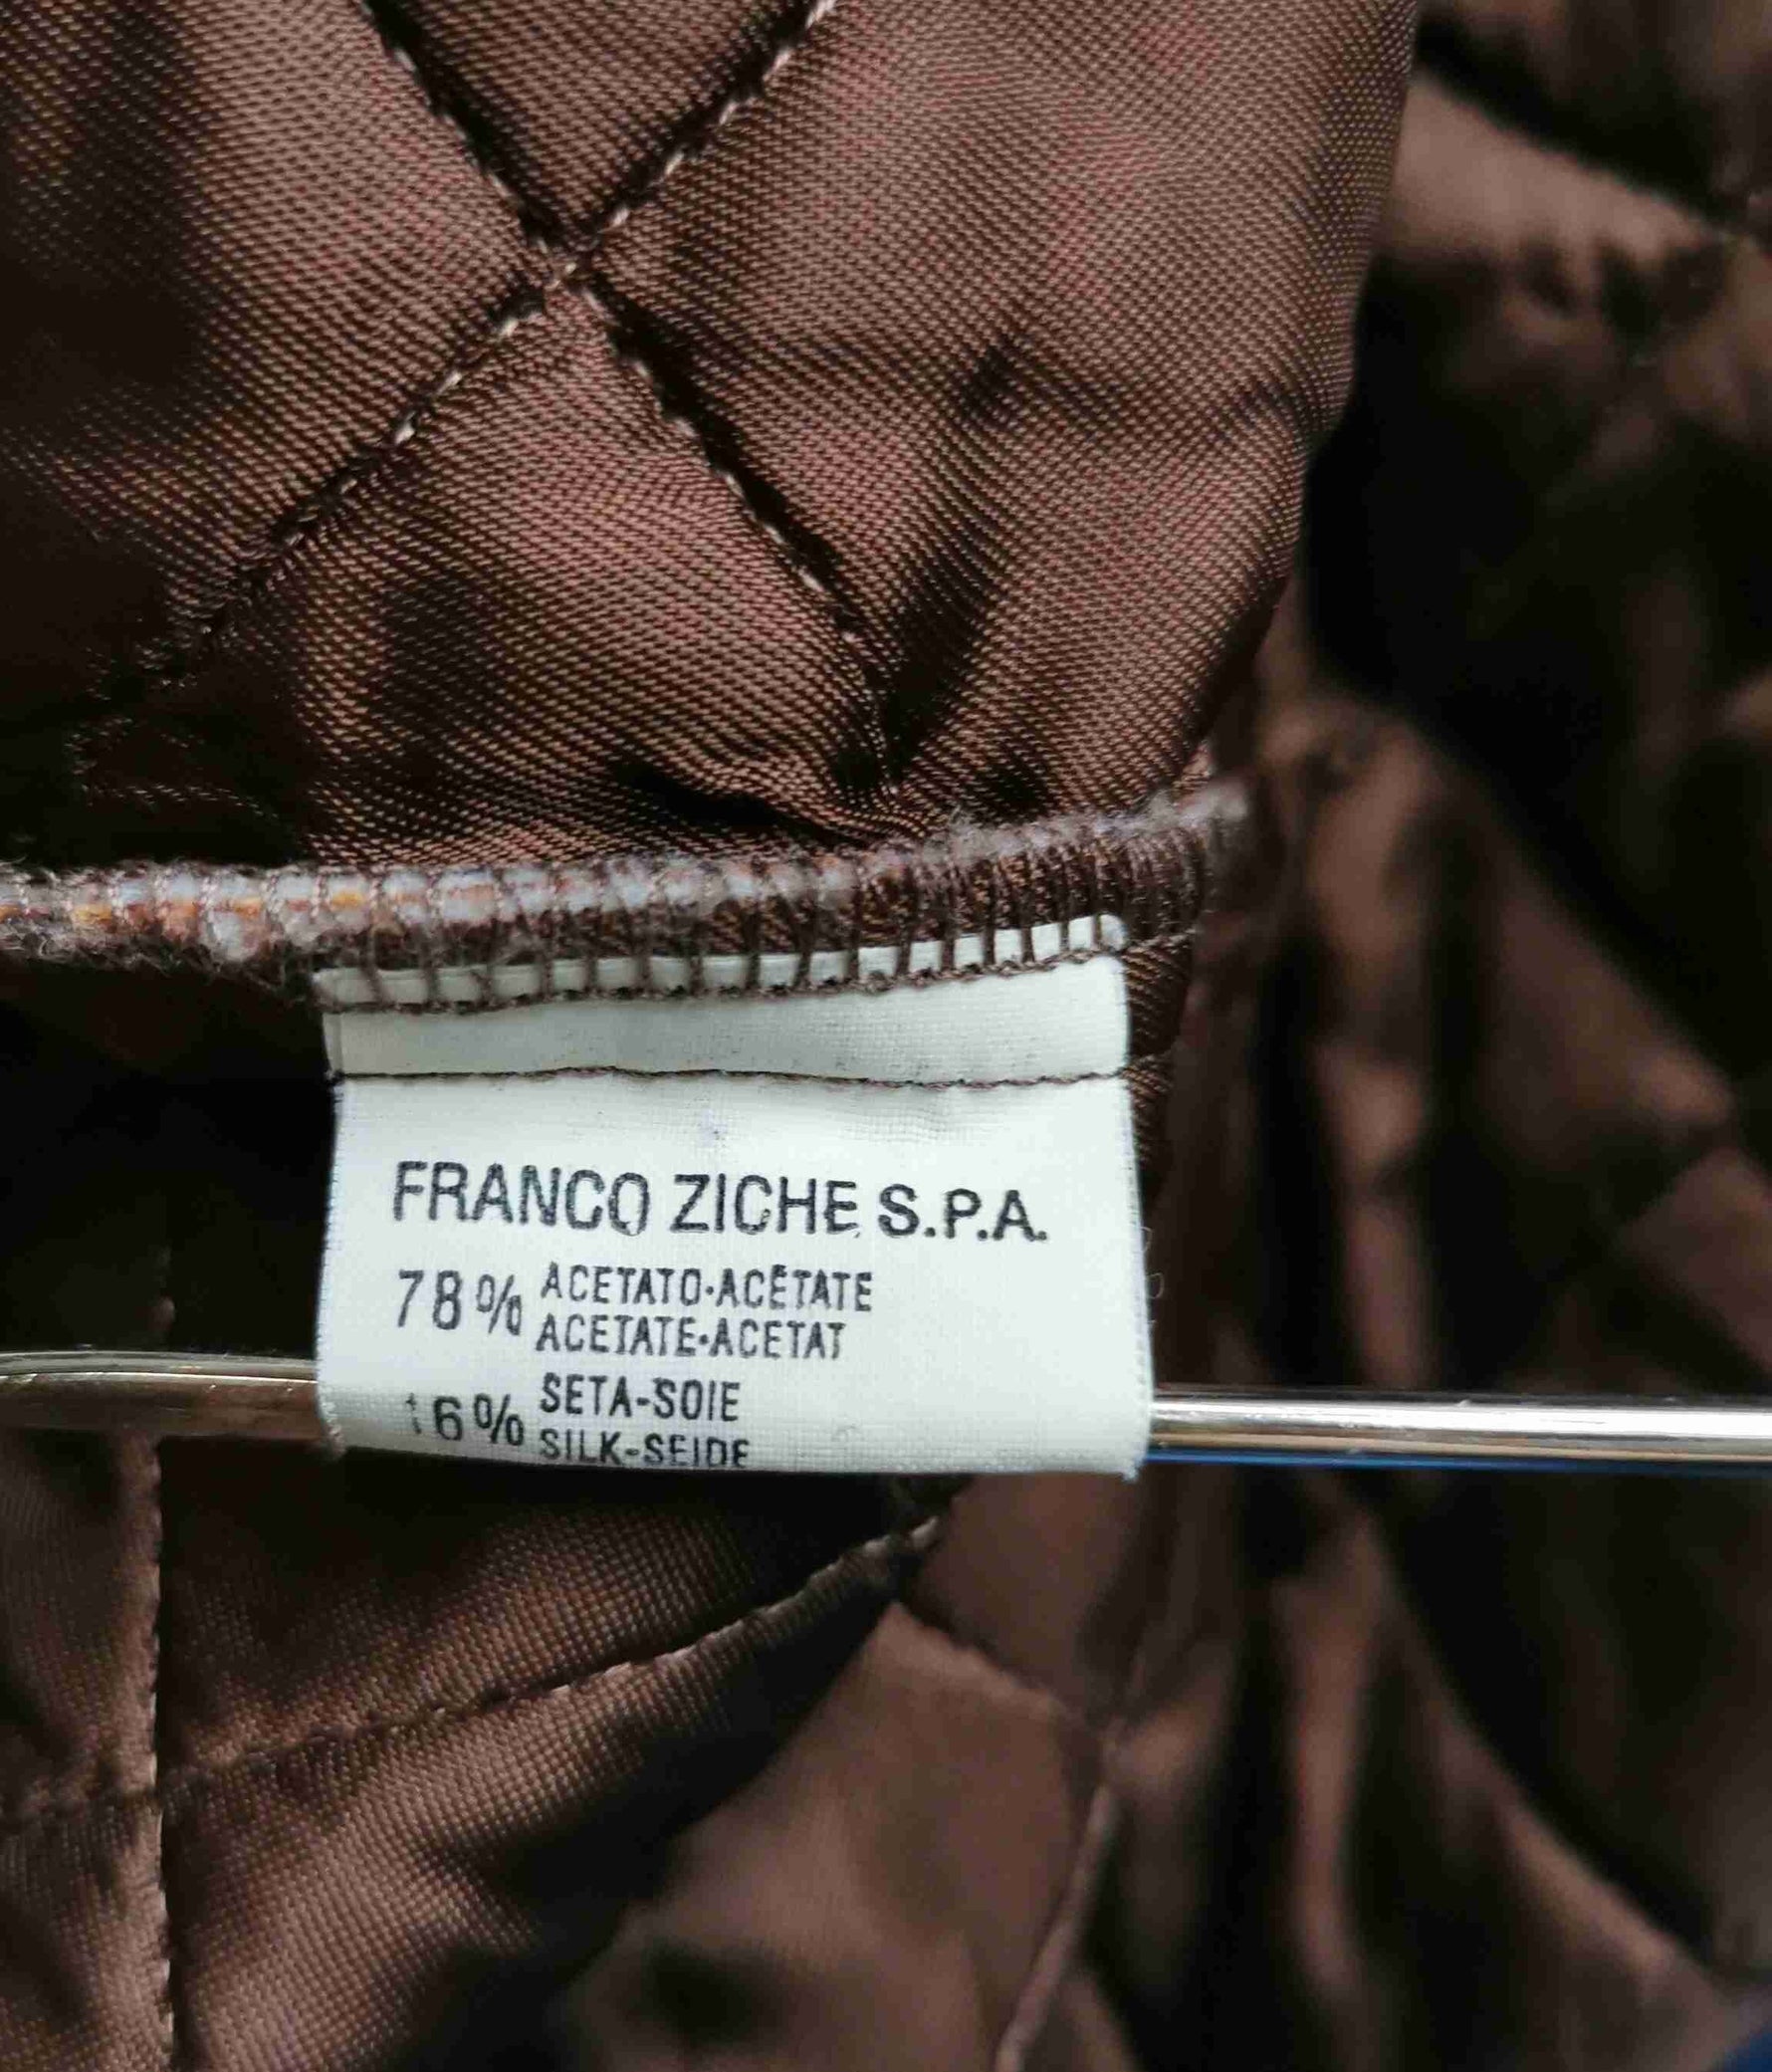 FRANCO ZICHE S.P.A.
78% ACETATO·ACÉTATE
ACETATE·ACETAT
16% SETA-SOIE
SILK-SEIDE